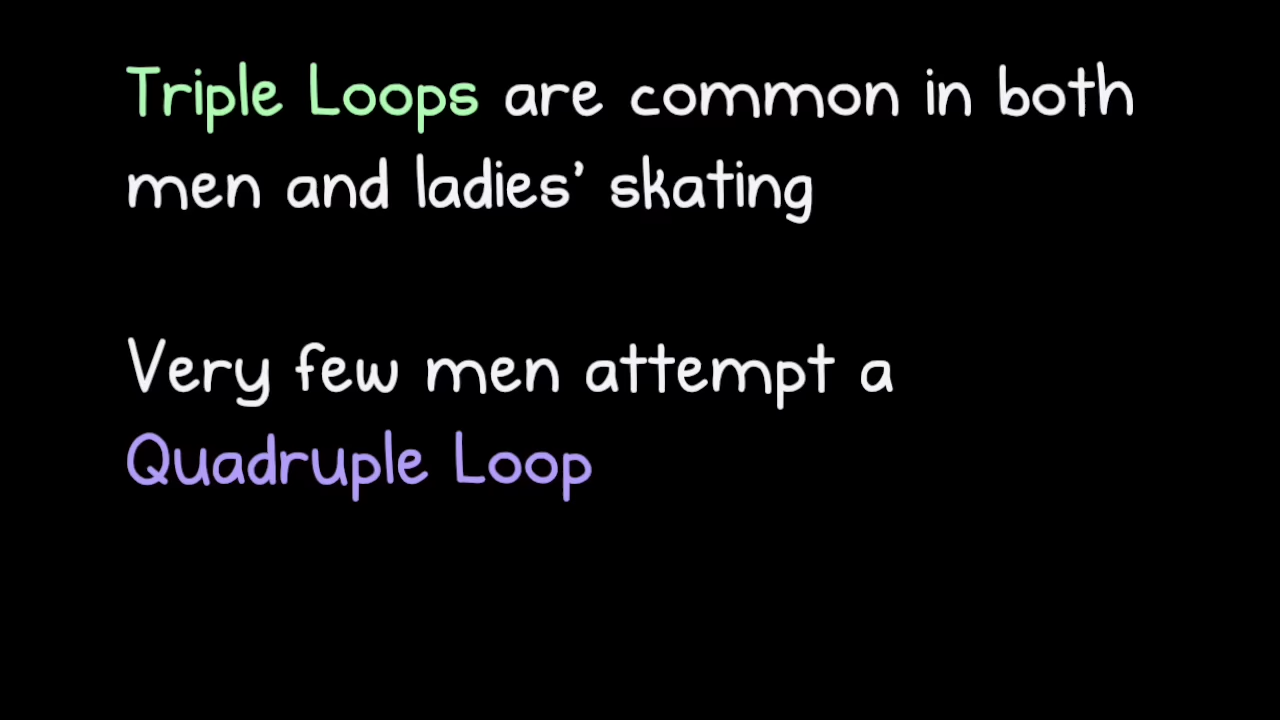 Triple Loops are common in both
men and ladies’ skating
Very few men attempt a
Quadruple Loop